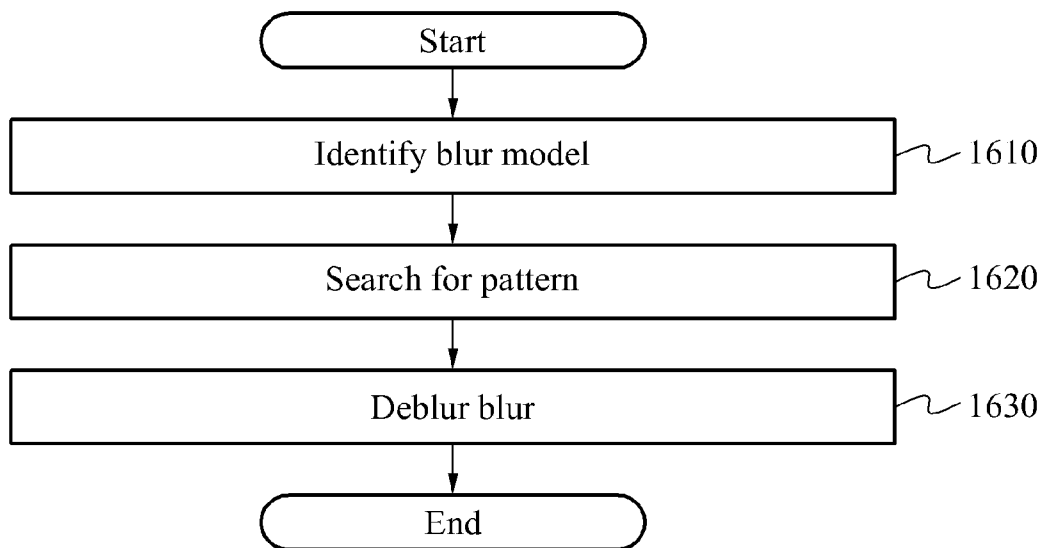 Start
Identify blur model
1610
Search for pattern
1620
Deblur blur
1630
End